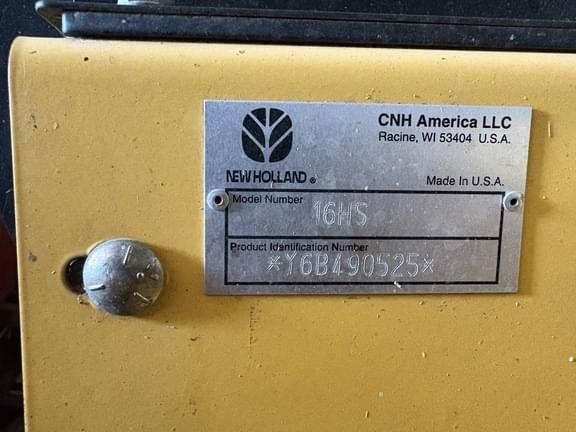 CNH America LLC
Racine, WI 53404 U.S.A.
NEW HOLLAND ®
Made In U.S.A.
Model Number
16HS
Product Identification Number
*Y6B490525*